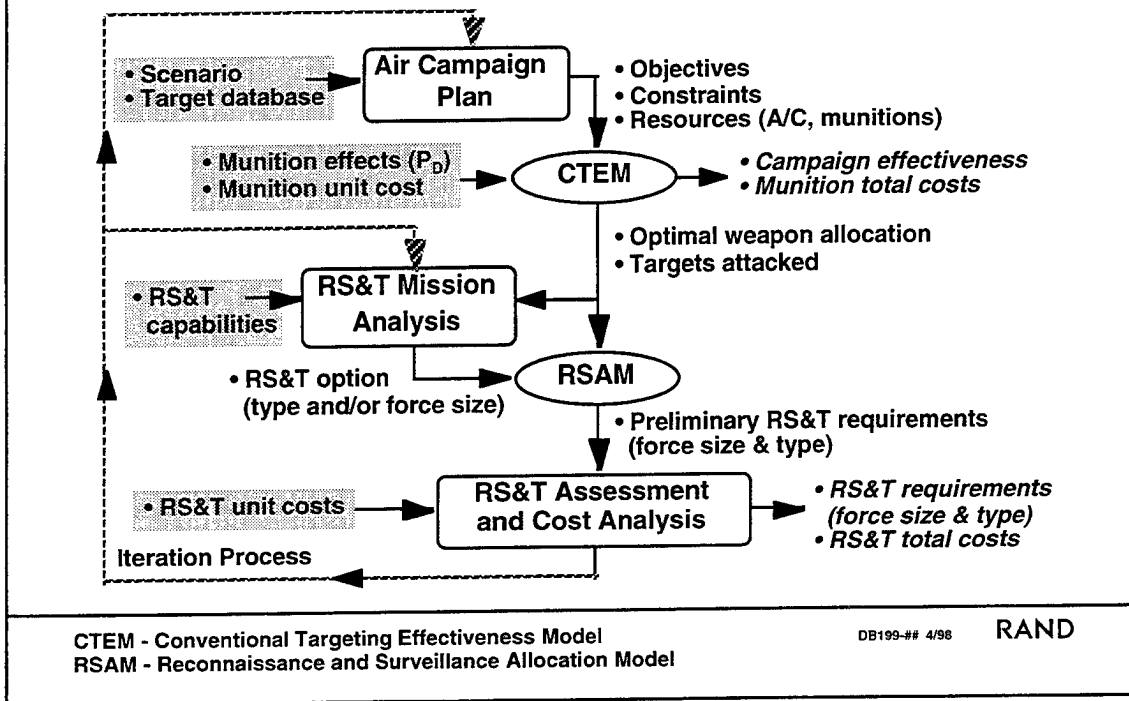 • Scenario
• Target database
Air Campaign
Plan
• Objectives
• Constraints
• Resources (A/C, munitions)
• Munition effects (PD)
• Munition unit cost
CTEM
• Campaign effectiveness
• Munition total costs
• Optimal weapon allocation
• Targets attacked
• RS&T
capabilities
RS&T Mission
Analysis
• RS&T option
(type and/or force size)
RSAM
• Preliminary RS&T requirements
(force size & type)
• RS&T unit costs
RS&T Assessment
and Cost Analysis
• RS&T requirements
(force size & type)
• RS&T total costs
Iteration Process
CTEM - Conventional Targeting Effectiveness Model
RSAM - Reconnaissance and Surveillance Allocation Model
DB199-## 4/98
RAND